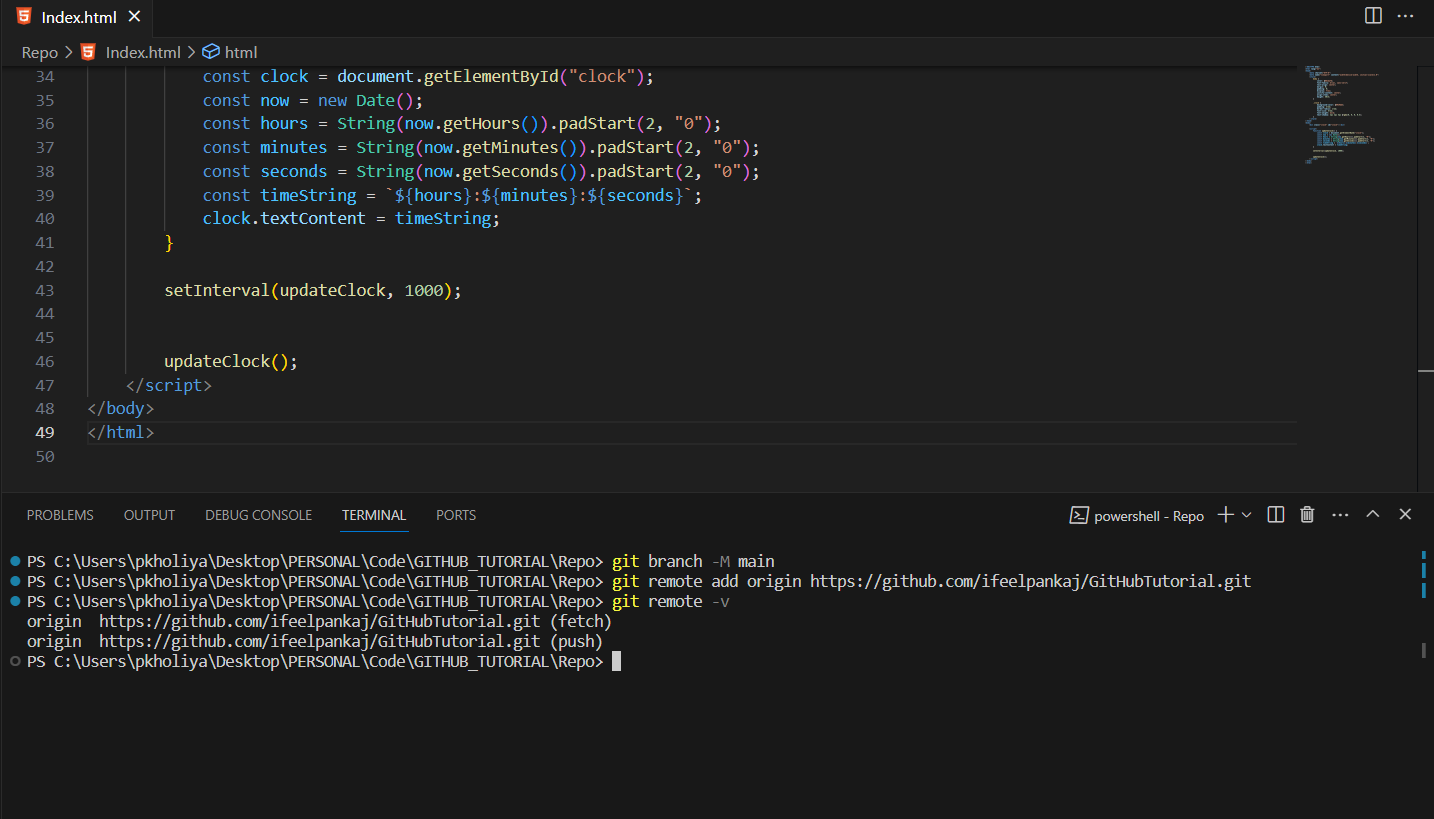 Index.html
Repo > Index.html > html
34 const clock = document.getElementById("clock");
35 const now = new Date();
36 const hours = String(now.getHours()).padStart(2, "0");
37 const minutes = String(now.getMinutes()).padStart(2, "0");
38 const seconds = String(now.getSeconds()).padStart(2, "0");
39 const timeString = `${hours}:${minutes}:${seconds}`;
40 clock.textContent = timeString;
41 }
42
43 setInterval(updateClock, 1000);
44
45
46 updateClock();
47 </script>
48 </body>
49 </html>
50
PROBLEMS OUTPUT DEBUG CONSOLE TERMINAL PORTS powershell - Repo
PS C:\Users\pkholiya\Desktop\PERSONAL\Code\GITHUB_TUTORIAL\Repo> git branch -M main
PS C:\Users\pkholiya\Desktop\PERSONAL\Code\GITHUB_TUTORIAL\Repo> git remote add origin https://github.com/ifeelpankaj/GitHubTutorial.git
PS C:\Users\pkholiya\Desktop\PERSONAL\Code\GITHUB_TUTORIAL\Repo> git remote -v
origin  https://github.com/ifeelpankaj/GitHubTutorial.git (fetch)
origin  https://github.com/ifeelpankaj/GitHubTutorial.git (push)
PS C:\Users\pkholiya\Desktop\PERSONAL\Code\GITHUB_TUTORIAL\Repo>